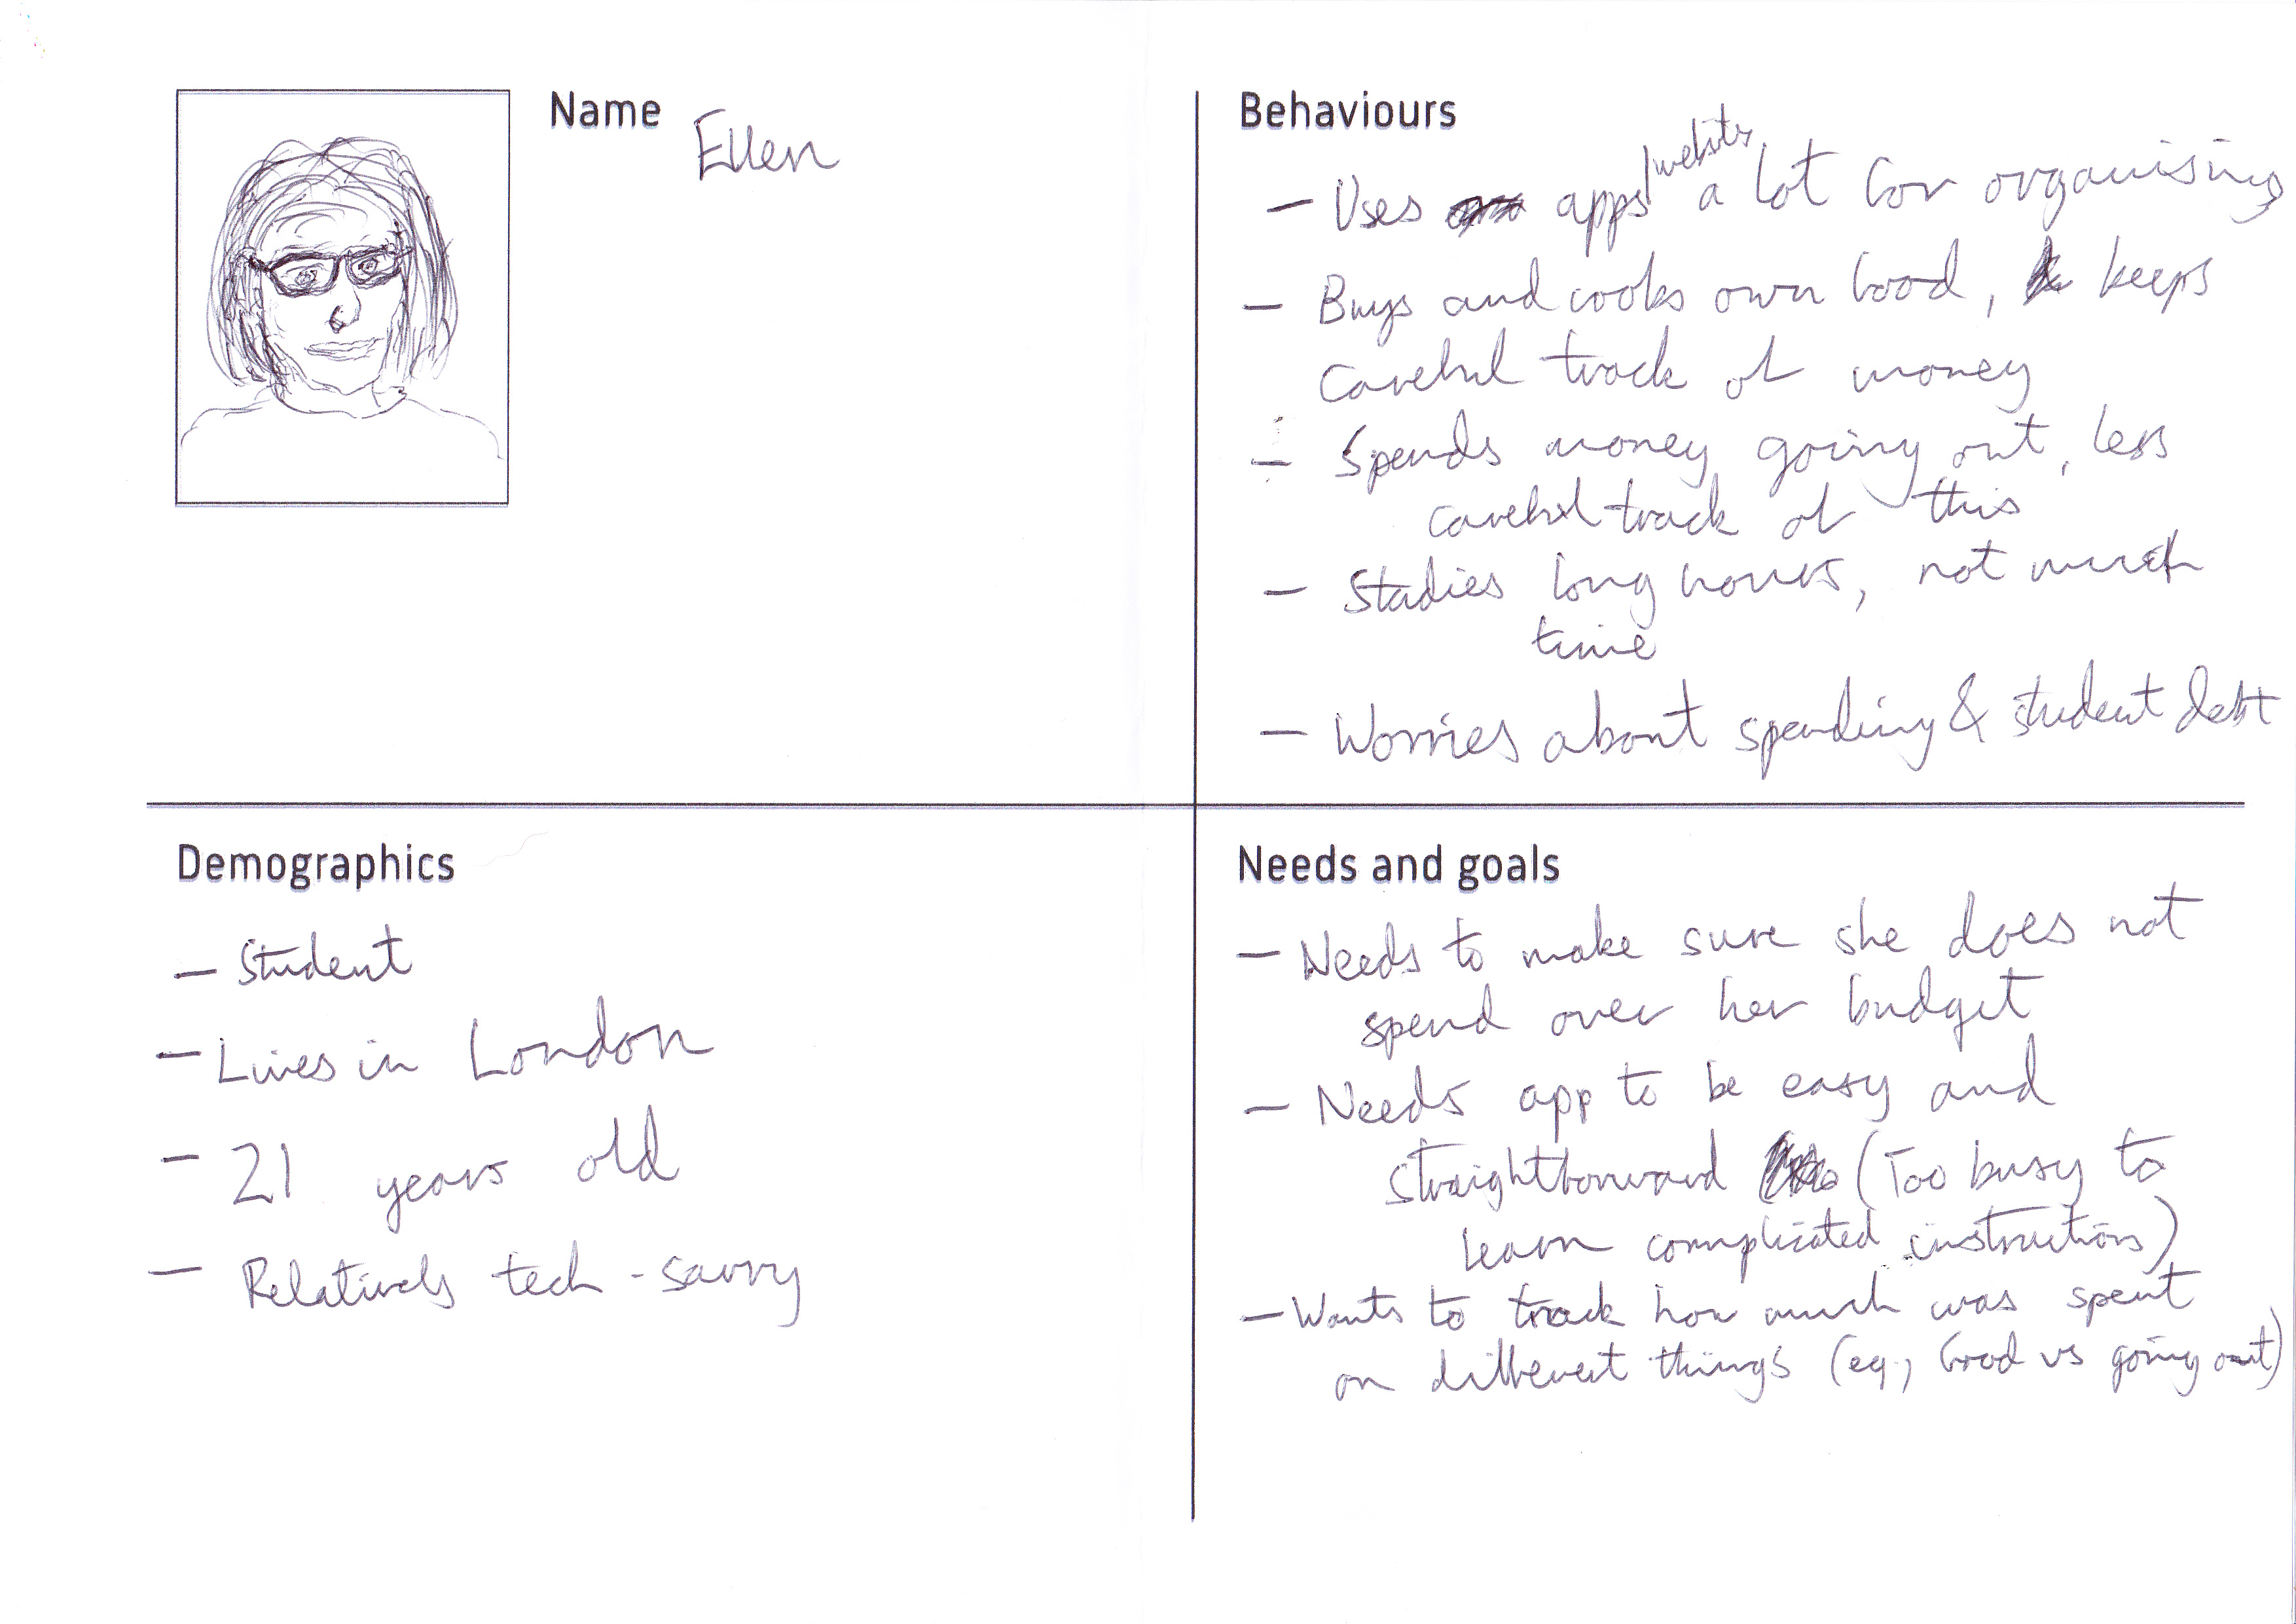 Name
Ellen
Behaviours
– Uses apps/websites a lot for organising
– Buys and cooks own food, keeps
careful track of money
– Spends money going out, less
careful track of this
– Studies long hours, not much
time
– Worries about spending & student debt
Demographics
– Student
– Lives in London
– 21 years old
– Relatively tech-savvy
Needs and goals
– Needs to make sure she does not
spend over her budget
– Needs app to be easy and
straightforward (Too busy to
learn complicated instructions)
– Wants to track how much was spent
on different things (eg, food vs going out)